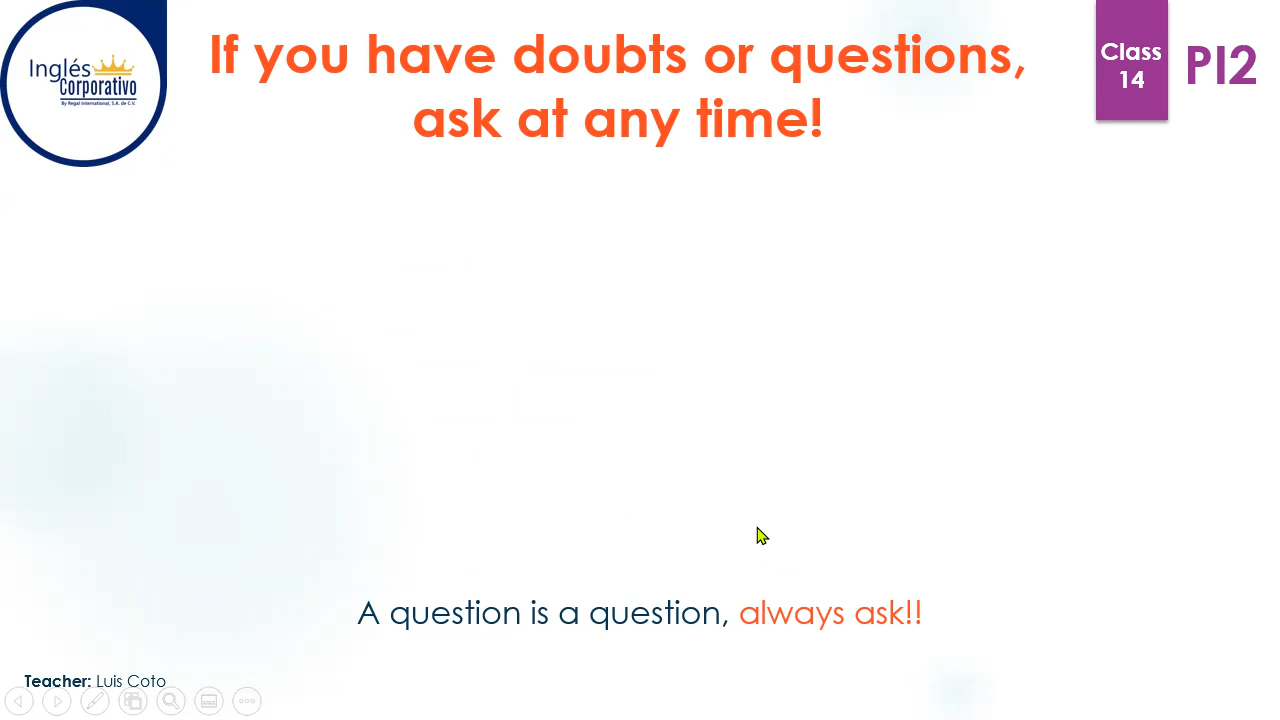 Inglés
Corporativo
By Regal International, S.A. de C.V.
If you have doubts or questions,
ask at any time!
Class
14
PI2
A question is a question, always ask!!
Teacher: Luis Coto